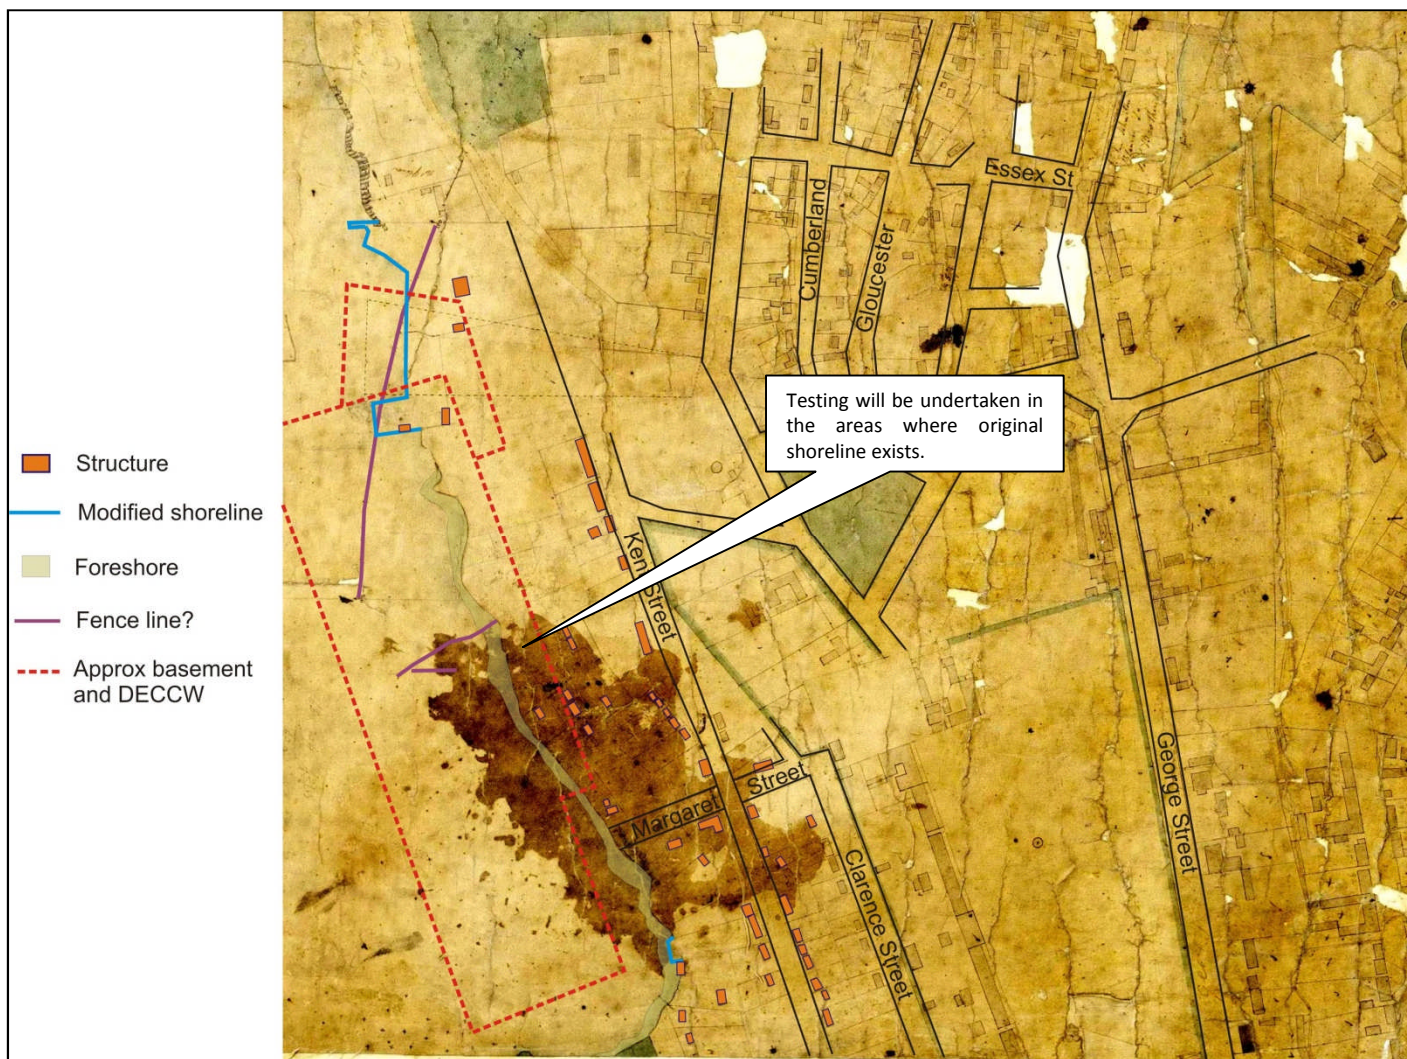 Essex St
Cumberland
Gloucester
Testing will be undertaken in
the areas where original
shoreline exists.
Structure
Modified shoreline
Foreshore
Fence line?
Approx basement
and DECCW
Kent Street
Margaret Street
Clarence Street
George Street